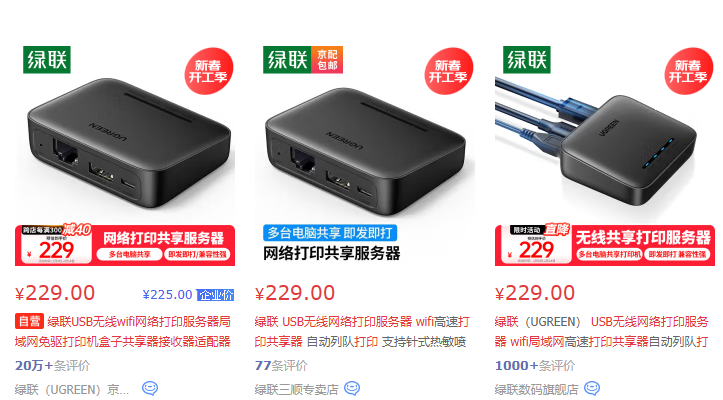 绿联
新春
开工季
UGREEN
跨店每满300减40
¥229
网络打印共享服务器
多台电脑共享
即发即打/兼容性强
¥229.00
¥225.00 企业价
自营 绿联USB无线wifi网络打印服务器局
域网免驱打印机盒子共享器接收器适配器
20万+条评价
绿联（UGREEN）京...
绿联
京配
包邮
新春
开工季
UGREEN
多台电脑共享 即发即打
网络打印共享服务器
¥229.00
绿联 USB无线网络打印服务器 wifi高速打
印共享器 自动列队打印 支持针式热敏喷
77条评价
绿联三顺专卖店
绿联
新春
开工季
UGREEN
限时活动 直降
¥229
无线共享打印服务器
多台电脑共享打印机
即发即打/兼容性强
¥229.00
绿联（UGREEN） USB无线网络打印服务
器 wifi局域网高速打印共享器自动列队打
1000+条评价
绿联数码旗舰店